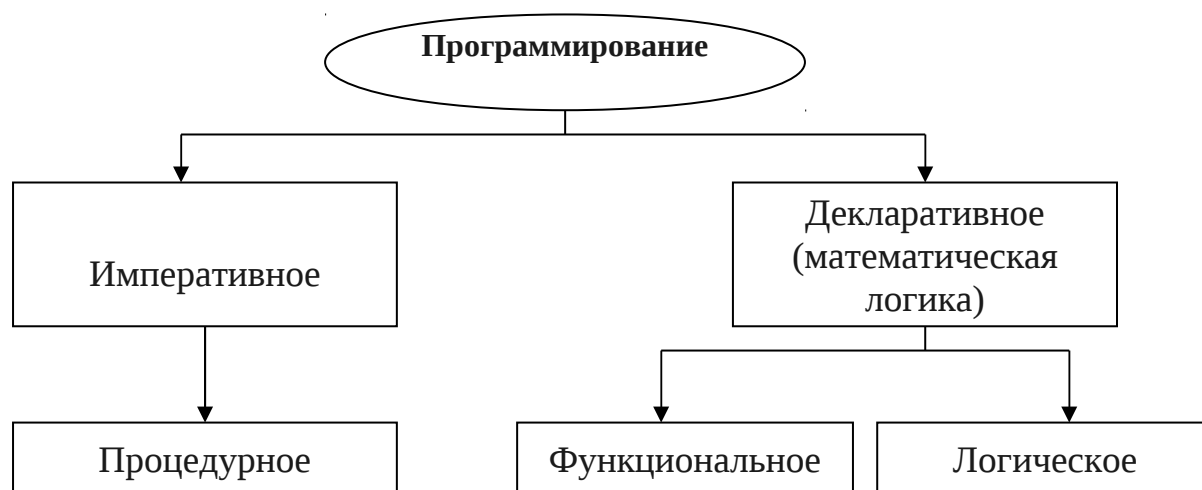 Программирование
Императивное
Декларативное
(математическая
логика)
Процедурное
Функциональное
Логическое